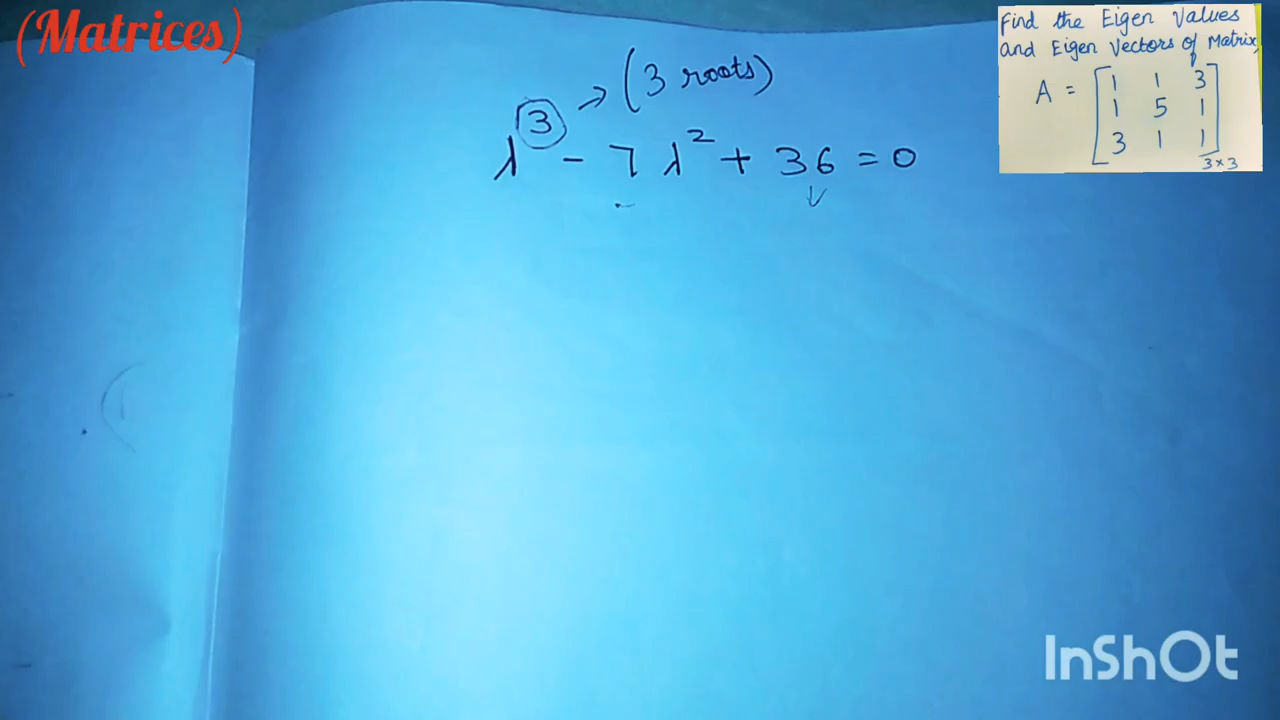 (Matrices)
Find the Eigen Values
and Eigen Vectors of Matrix,
A = [1 1 3
1 5 1
3 1 1] 3×3
→ (3 roots)
λ³ - 7λ² + 36 = 0
InShOt